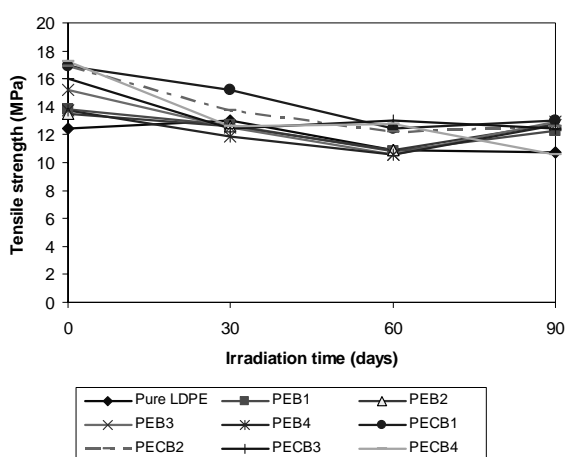 20
18
16
14
12
10
8
6
4
2
0
Tensile strength (MPa)
0 30 60 90
Irradiation time (days)
Pure LDPE PEB1 PEB2
PEB3 PEB4 PECB1
PECB2 PECB3 PECB4